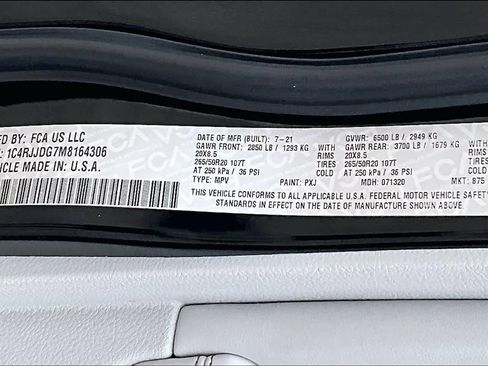 MFD BY: FCA US LLC
DATE OF MFR (BUILT): 7-21
GVWR: 6500 LB / 2949 KG
: 1C4RJJDG7M8164306
GAWR FRONT: 2850 LB / 1293 KG
GAWR REAR: 3700 LB / 1679 KG
WITH TIRES / RIMS @
20X8.5
265/50R20 107T
AT 250 kPa / 36 PSI
WITH TIRES / RIMS @
20X8.5
265/50R20 107T
AT COLD 250 kPa / 36 PSI
VEHICLE MADE IN: U.S.A.
TYPE: MPV
PAINT: PXJ
MDH: 071320
MKT: 875
THIS VEHICLE CONFORMS TO ALL APPLICABLE U.S.A. FEDERAL MOTOR VEHICLE SAFETY
STANDARDS IN EFFECT ON THE DATE OF MANUFACTURE SHOWN ABOVE.